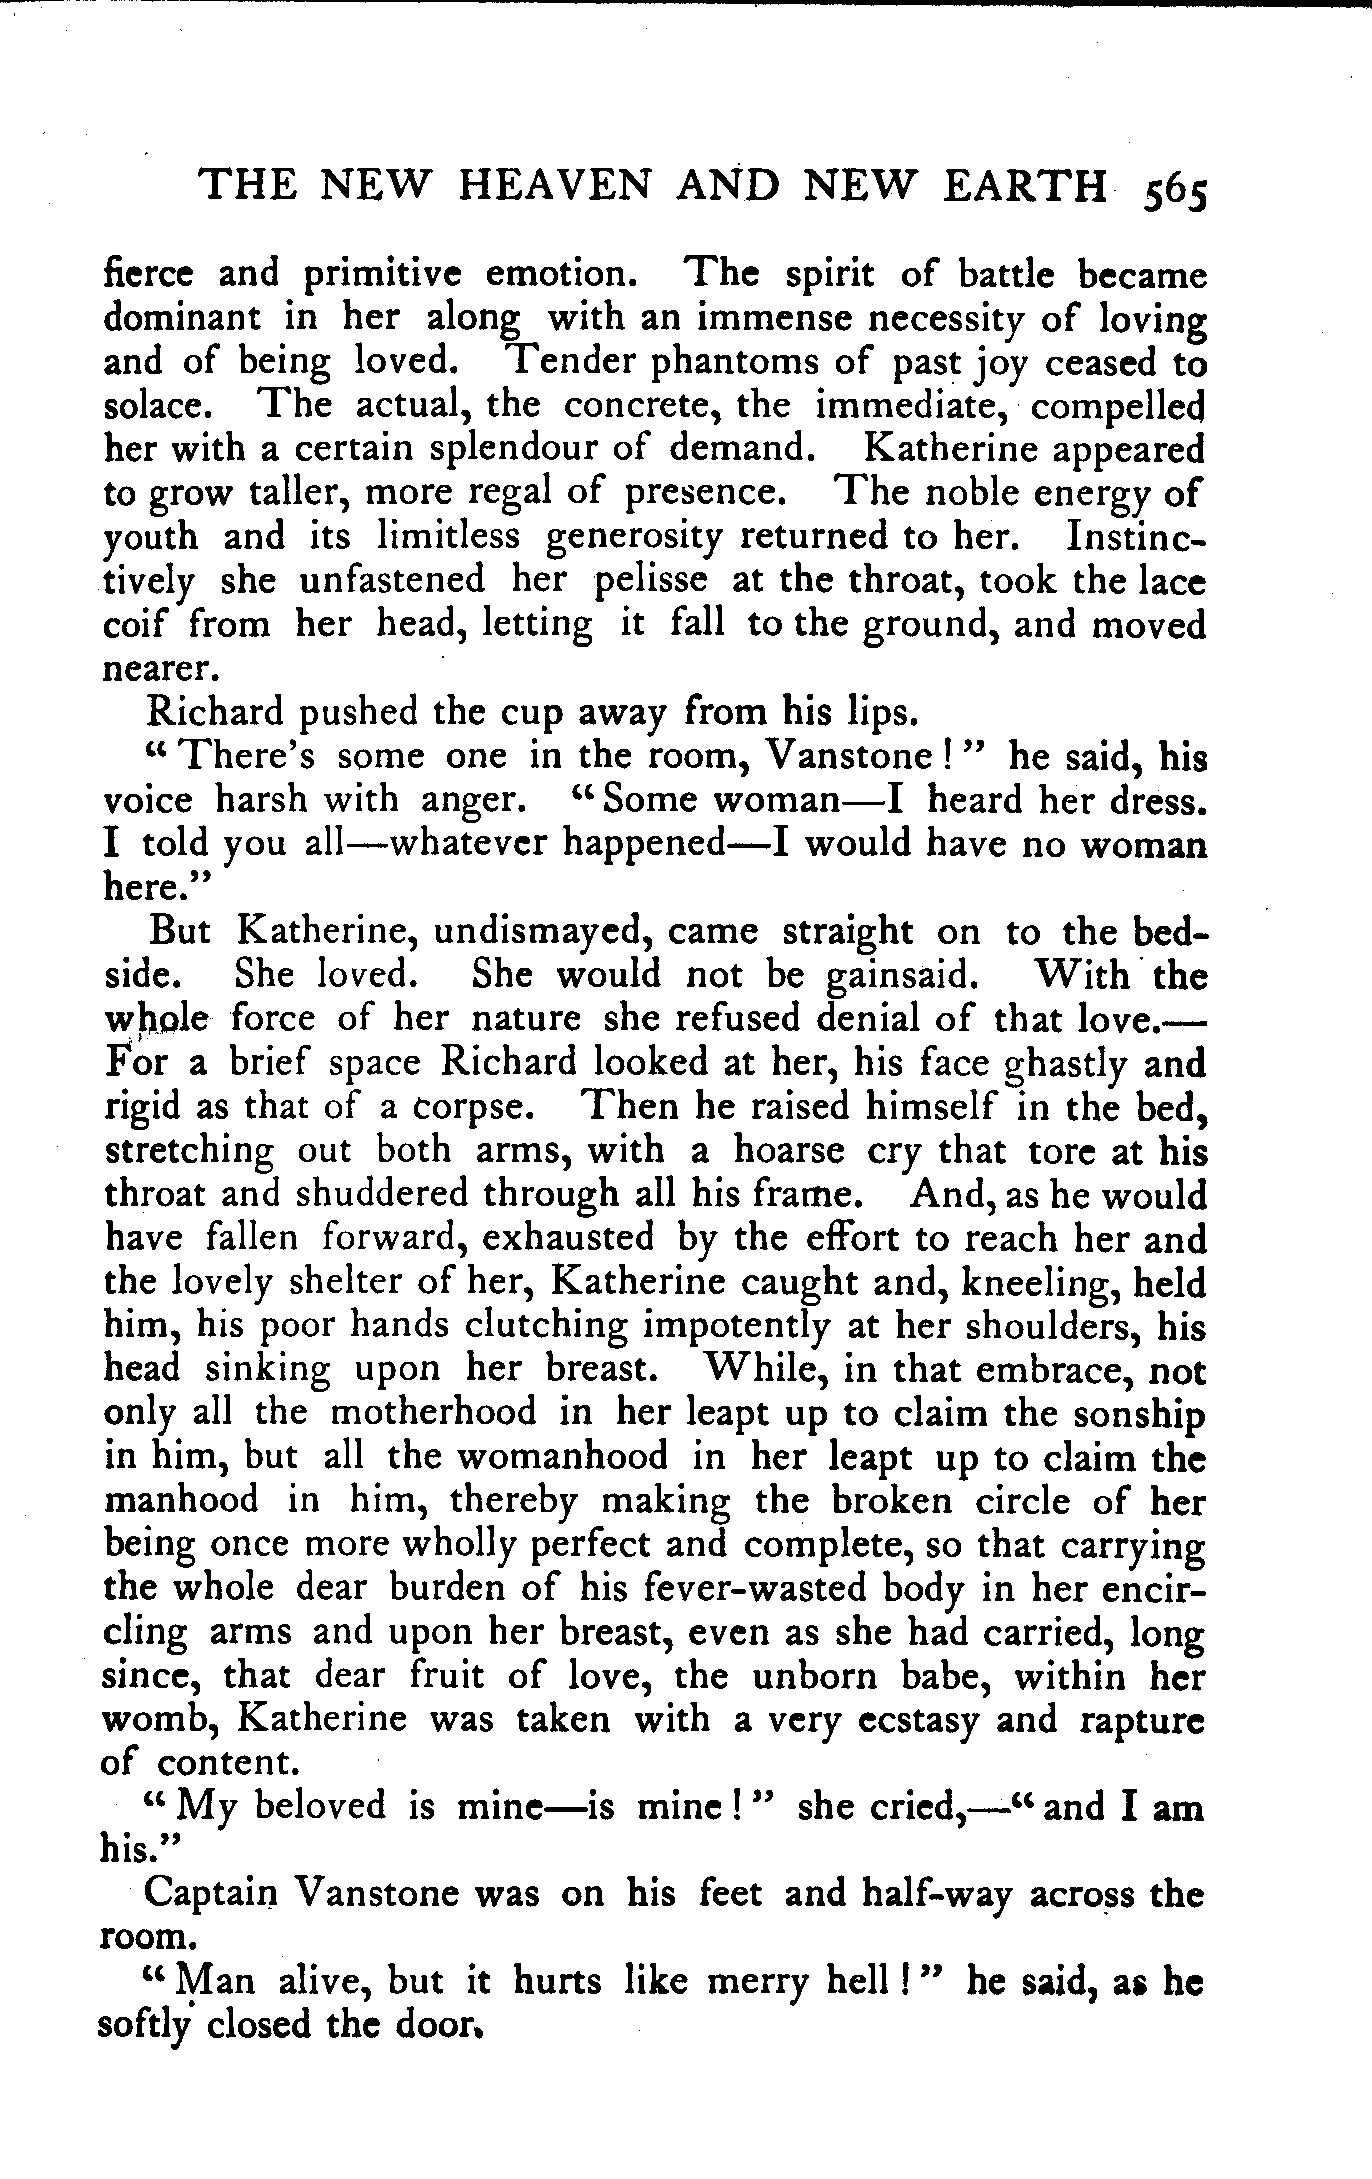 THE NEW HEAVEN AND NEW EARTH 565
fierce and primitive emotion. The spirit of battle became
dominant in her along with an immense necessity of loving
and of being loved. Tender phantoms of past joy ceased to
solace. The actual, the concrete, the immediate, compelled
her with a certain splendour of demand. Katherine appeared
to grow taller, more regal of presence. The noble energy of
youth and its limitless generosity returned to her. Instinc-
tively she unfastened her pelisse at the throat, took the lace
coif from her head, letting it fall to the ground, and moved
nearer.
Richard pushed the cup away from his lips.
“There’s some one in the room, Vanstone!” he said, his
voice harsh with anger. “Some woman—I heard her dress.
I told you all—whatever happened—I would have no woman
here.”
But Katherine, undismayed, came straight on to the bed-
side. She loved. She would not be gainsaid. With the
whole force of her nature she refused denial of that love.—
For a brief space Richard looked at her, his face ghastly and
rigid as that of a corpse. Then he raised himself in the bed,
stretching out both arms, with a hoarse cry that tore at his
throat and shuddered through all his frame. And, as he would
have fallen forward, exhausted by the effort to reach her and
the lovely shelter of her, Katherine caught and, kneeling, held
him, his poor hands clutching impotently at her shoulders, his
head sinking upon her breast. While, in that embrace, not
only all the motherhood in her leapt up to claim the sonship
in him, but all the womanhood in her leapt up to claim the
manhood in him, thereby making the broken circle of her
being once more wholly perfect and complete, so that carrying
the whole dear burden of his fever-wasted body in her encir-
cling arms and upon her breast, even as she had carried, long
since, that dear fruit of love, the unborn babe, within her
womb, Katherine was taken with a very ecstasy and rapture
of content.
“My beloved is mine—is mine!” she cried,—“and I am
his.”
Captain Vanstone was on his feet and half-way across the
room.
“Man alive, but it hurts like merry hell!” he said, as he
softly closed the door.